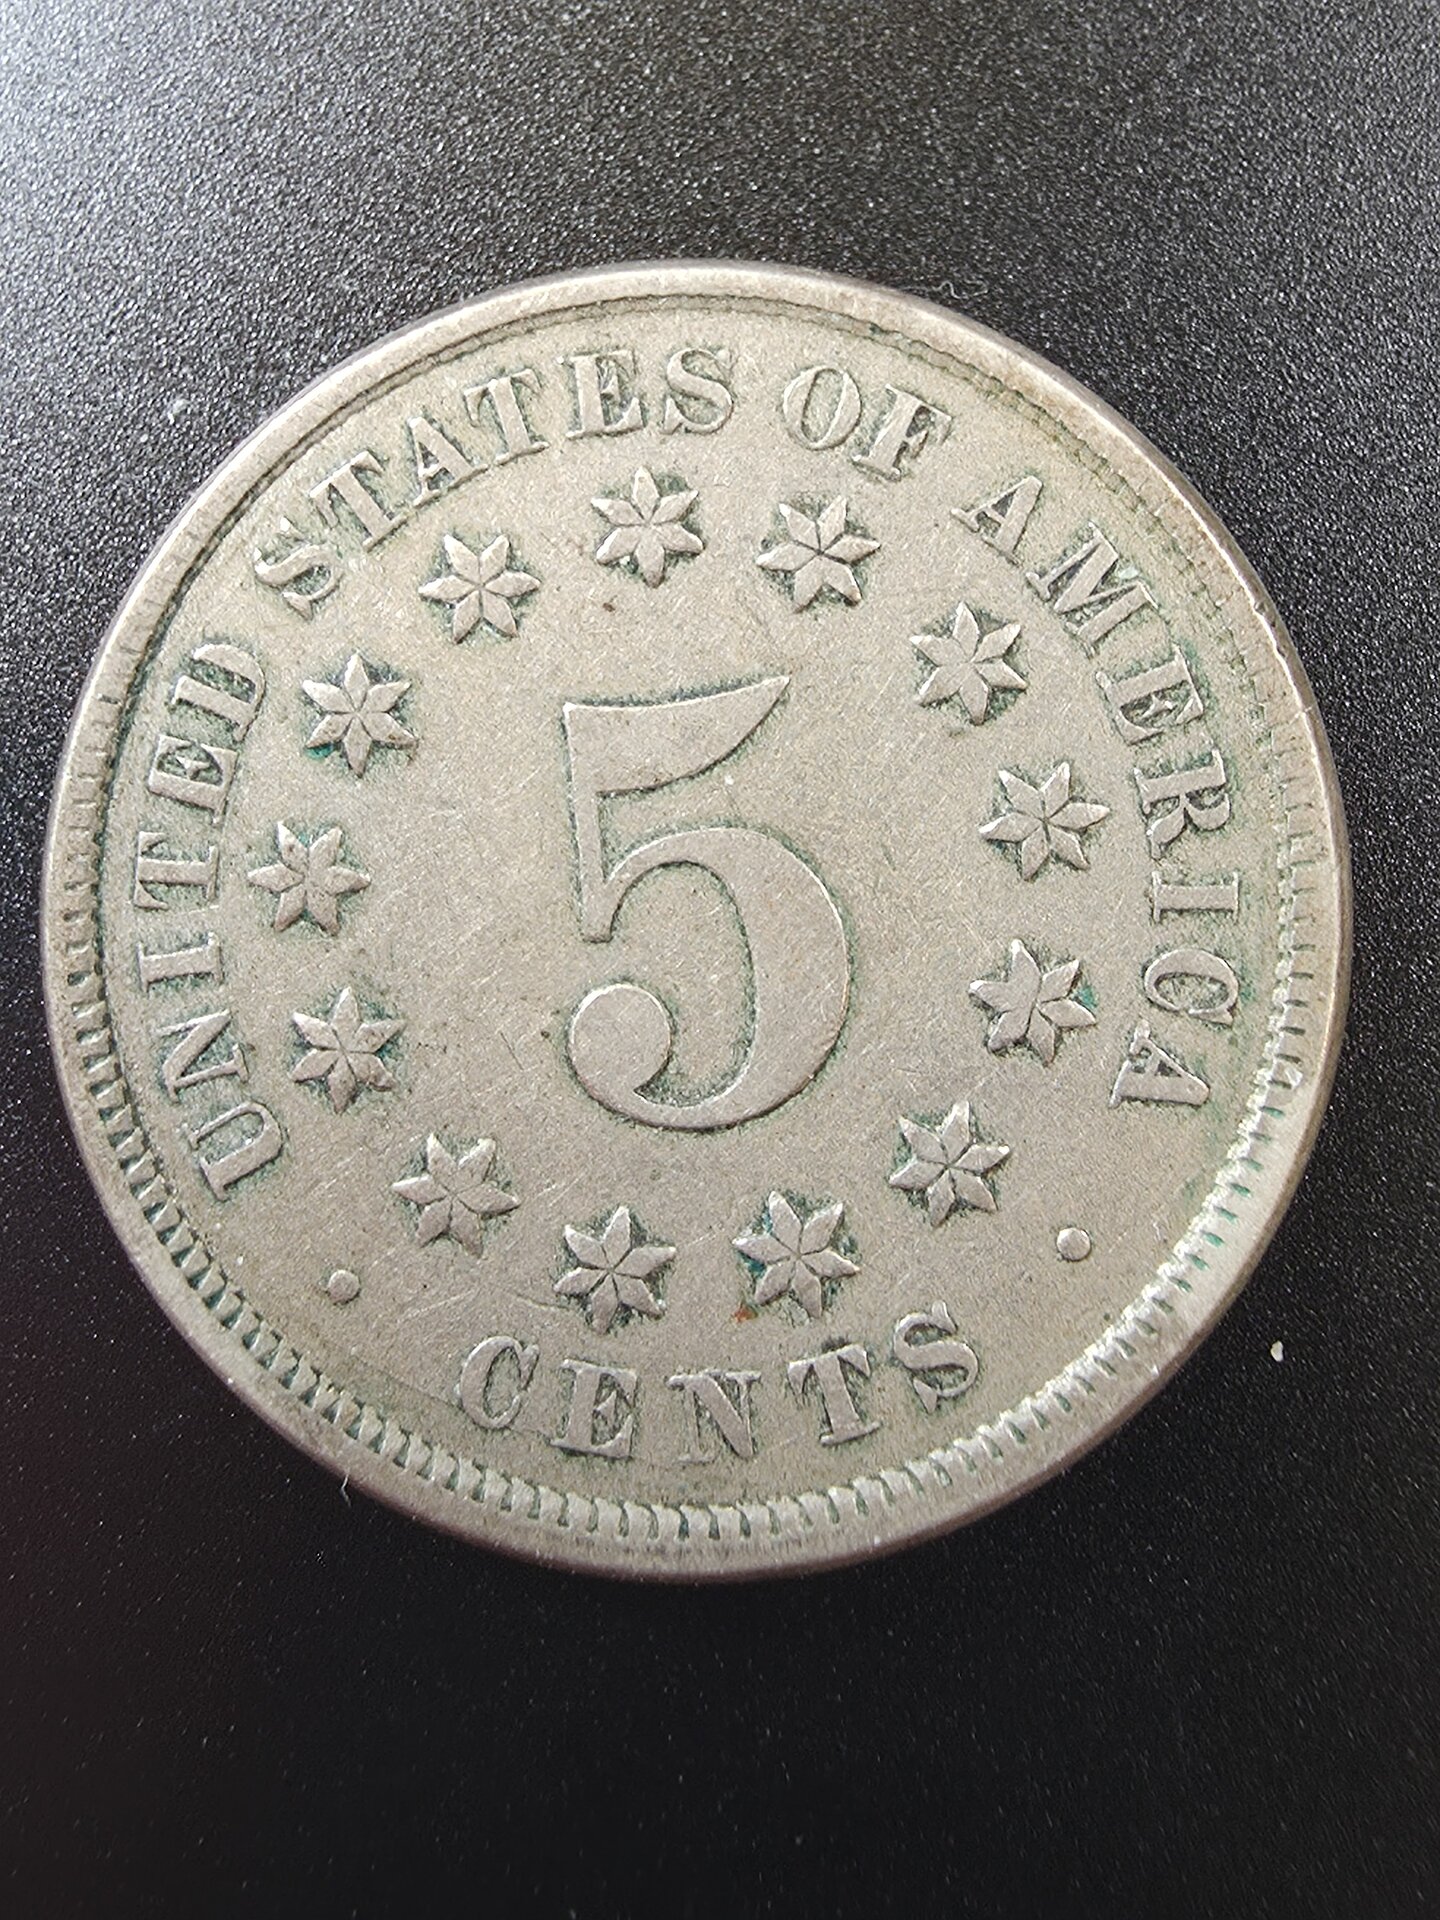 UNITED STATES OF AMERICA
5
CENTS